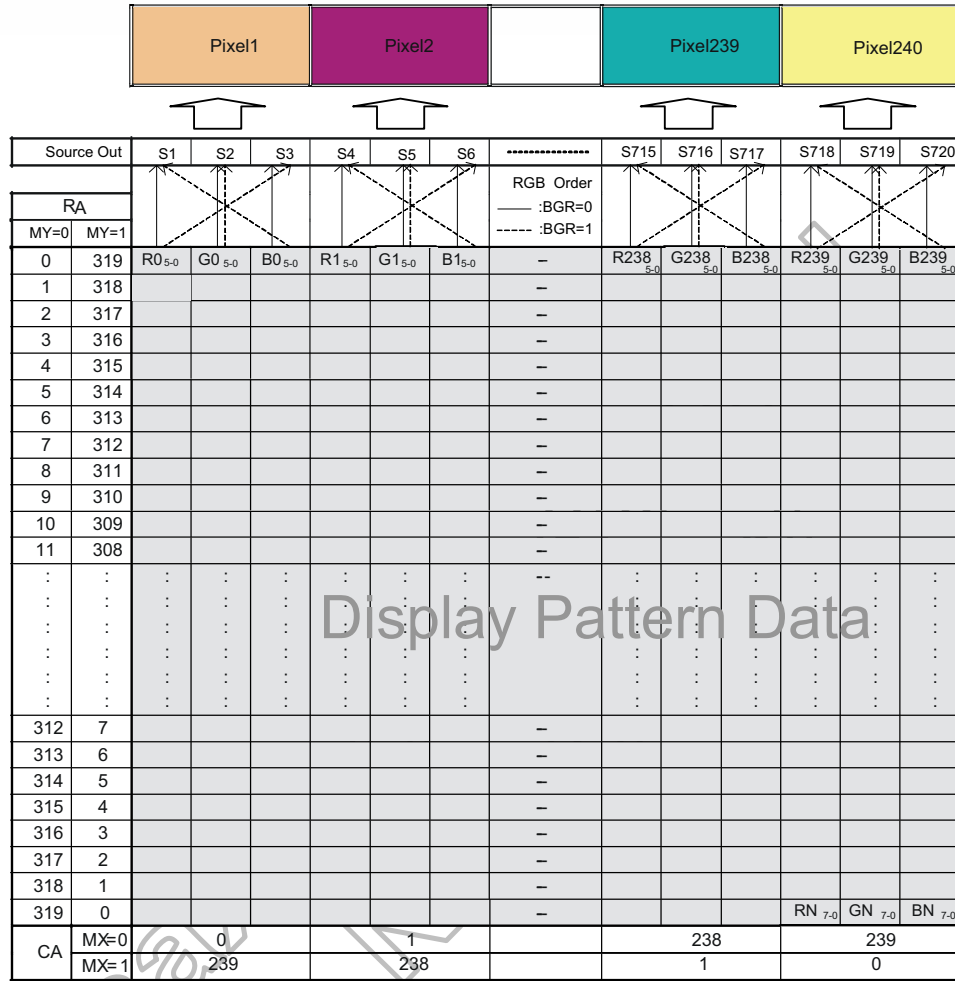 Pixel1 Pixel2 Pixel239 Pixel240
Source Out S1 S2 S3 S4 S5 S6 S715 S716 S717 S718 S719 S720
RGB Order
RA
—— :BGR=0
MY=0 MY=1
----- :BGR=1
0 319 R0 5-0 G0 5-0 B0 5-0 R1 5-0 G1 5-0 B1 5-0 – R238 5-0 G238 5-0 B238 5-0 R239 5-0 G239 5-0 B239 5-0
1 318 –
2 317 –
3 316 –
4 315 –
5 314 –
6 313 –
7 312 –
8 311 –
9 310 –
10 309 –
11 308 –
: : : : : : : : -- : : : : : :
: : : : : : : : : : : : : :
: : : : : : : : : : : : : :
Display Pattern Data
: : : : : : : : : : : : : :
: : : : : : : : : : : : : :
: : : : : : : : : : : : : :
312 7 –
313 6 –
314 5 –
315 4 –
316 3 –
317 2 –
318 1 –
319 0 – RN 7-0 GN 7-0 BN 7-0
CA MX=0 0 1 238 239
MX=1 239 238 1 0